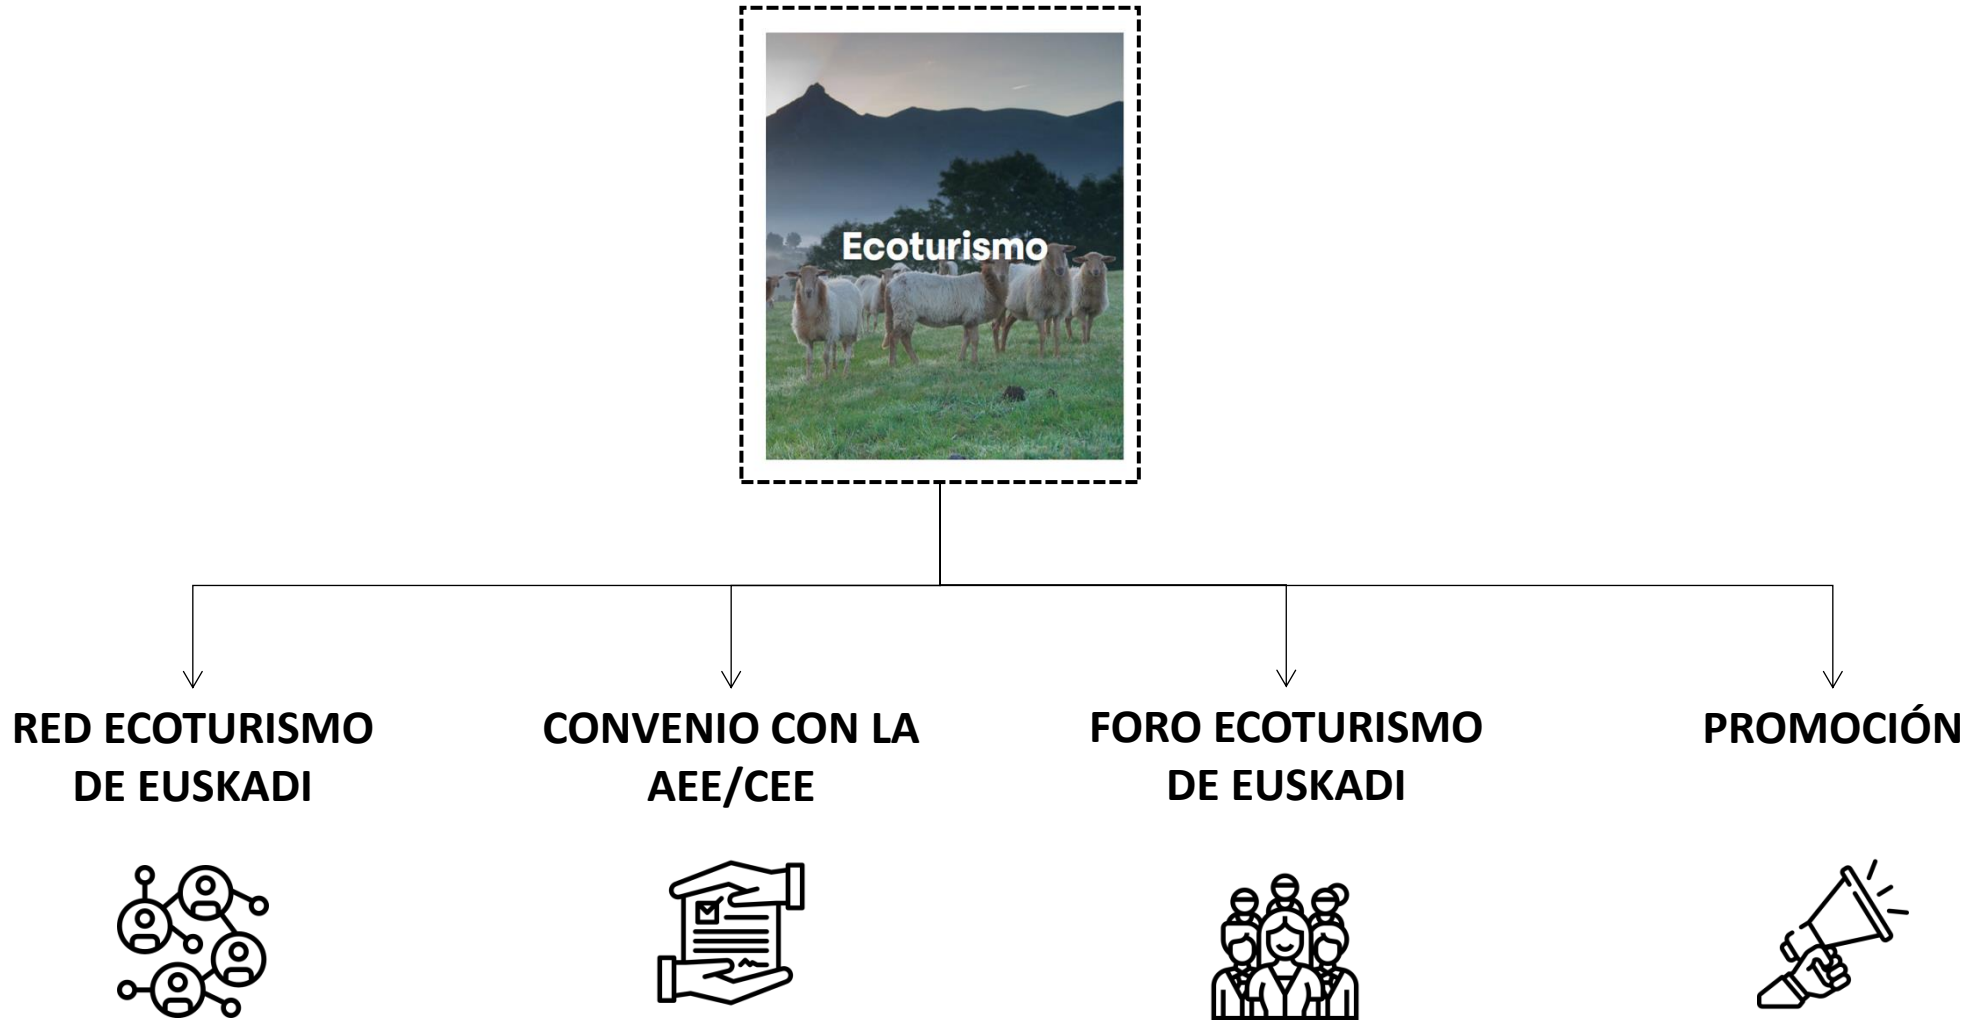 Ecoturismo
RED ECOTURISMO
DE EUSKADI
CONVENIO CON LA
AEE/CEE
FORO ECOTURISMO
DE EUSKADI
PROMOCIÓN